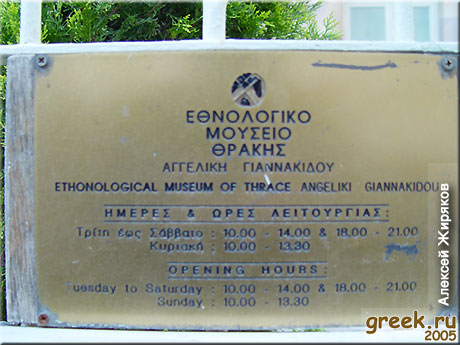 ΕΘΝΟΛΟΓΙΚΟ
ΜΟΥΣΕΙΟ
ΘΡΑΚΗΣ
ΑΓΓΕΛΙΚΗ ΓΙΑΝΝΑΚΙΔΟΥ
ETHONOLOGICAL MUSEUM OF THRACE ANGELIKI GIANNAKIDOU
ΗΜΕΡΕΣ & ΩΡΕΣ ΛΕΙΤΟΥΡΓΙΑΣ :
Τρίτη έως Σάββατο : 10.00 - 14.00 & 18.00 - 21.00
Κυριακή : 10.00 - 13.30
OPENING HOURS :
Tuesday to Saturday : 10.00 - 14.00 & 18.00 - 21.00
Sunday : 10.00 - 13.30
Алексей Жиряков
greek.ru
2005